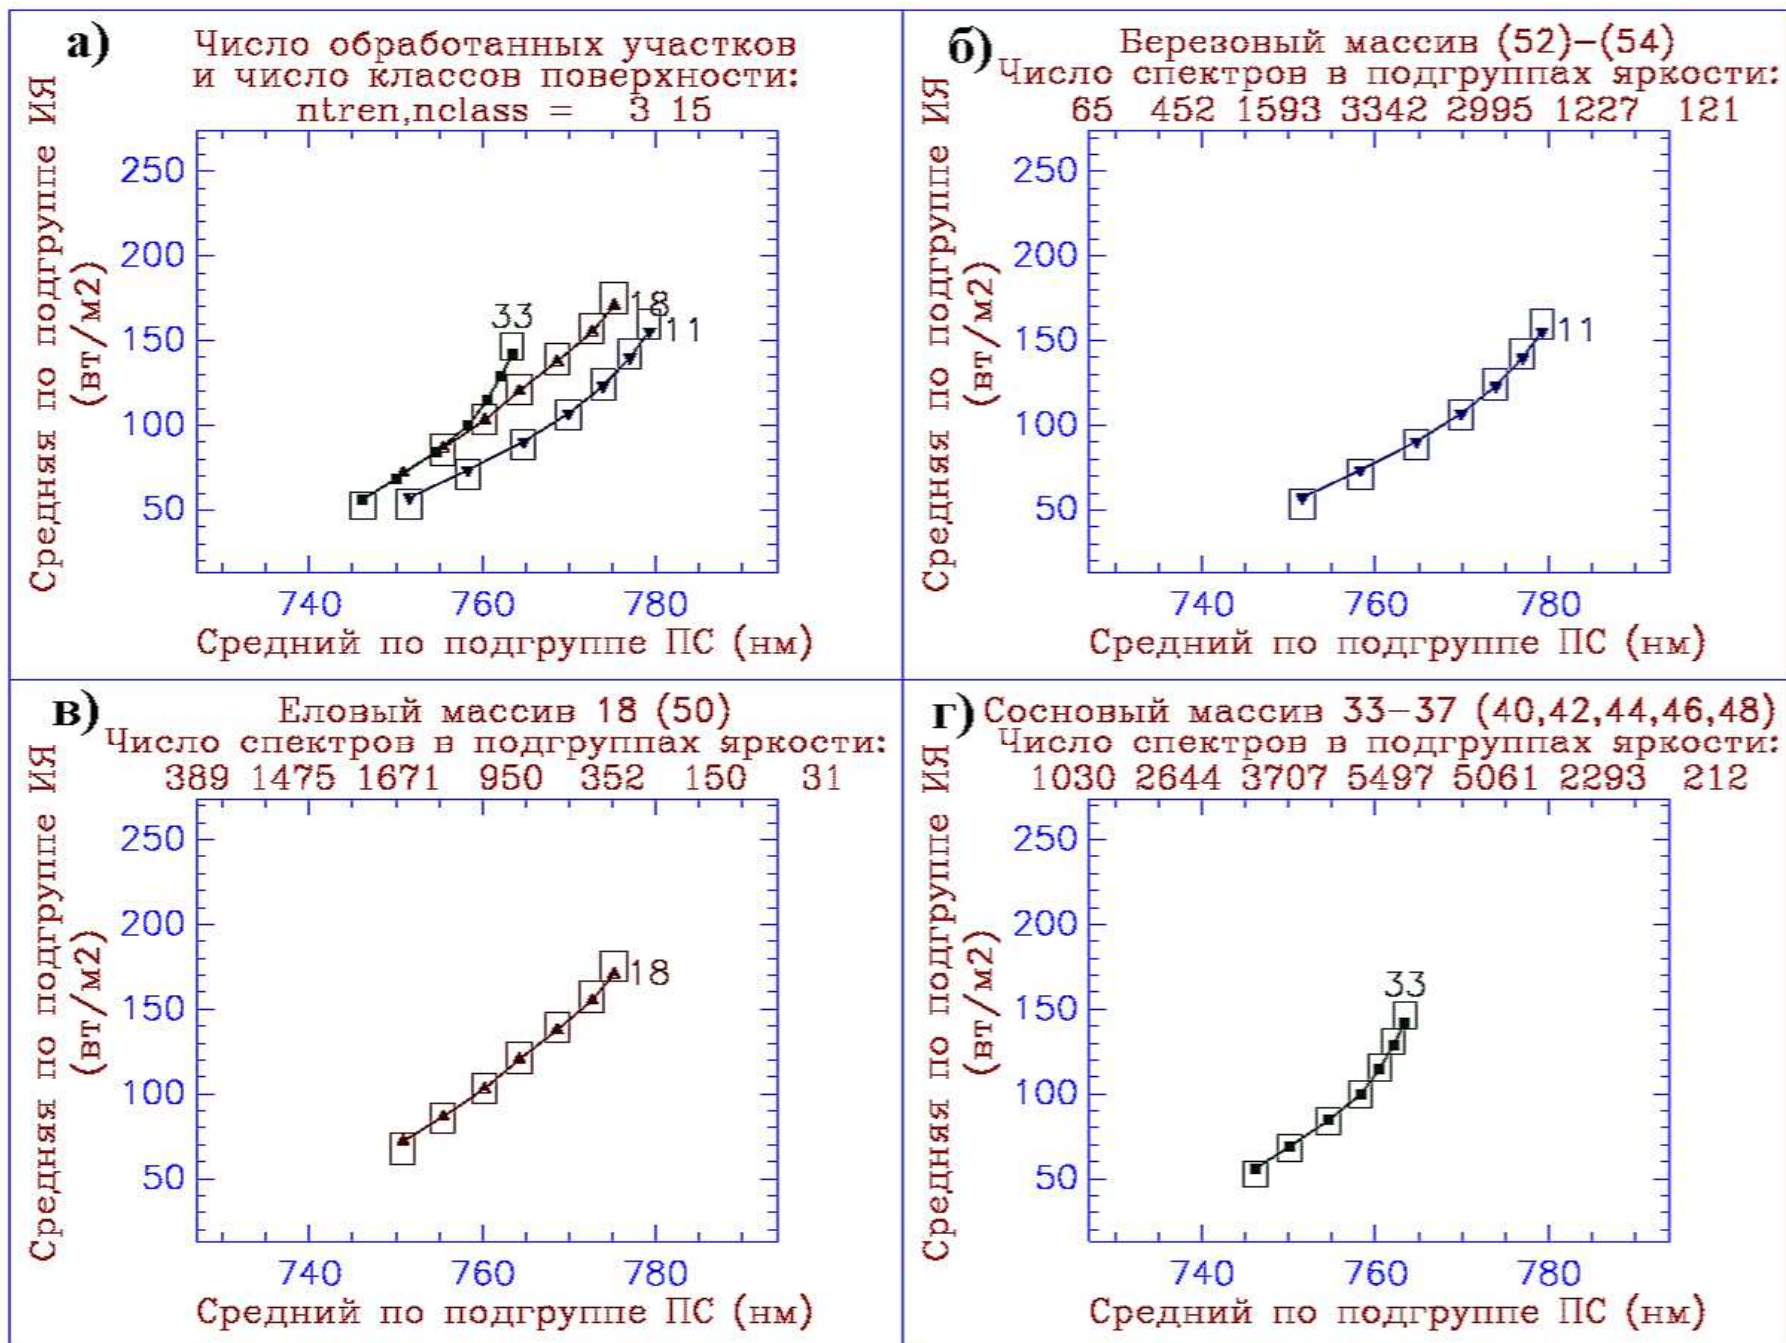 а)
Число обработанных участков
и число классов поверхности:
ntren,nclass = 3 15
Средняя по подгруппе ИЯ
(вт/м2)
250
200
150
100
50
33
18
11
740 760 780
Средний по подгруппе ПС (нм)
б)
Березовый массив (52)-(54)
Число спектров в подгруппах яркости:
65 452 1593 3342 2995 1227 121
Средняя по подгруппе ИЯ
(вт/м2)
250
200
150
100
50
11
740 760 780
Средний по подгруппе ПС (нм)
в)
Еловый массив 18 (50)
Число спектров в подгруппах яркости:
389 1475 1671 950 352 150 31
Средняя по подгруппе ИЯ
(вт/м2)
250
200
150
100
50
18
740 760 780
Средний по подгруппе ПС (нм)
г)
Сосновый массив 33-37 (40,42,44,46,48)
Число спектров в подгруппах яркости:
1030 2644 3707 5497 5061 2293 212
Средняя по подгруппе ИЯ
(вт/м2)
250
200
150
100
50
33
740 760 780
Средний по подгруппе ПС (нм)